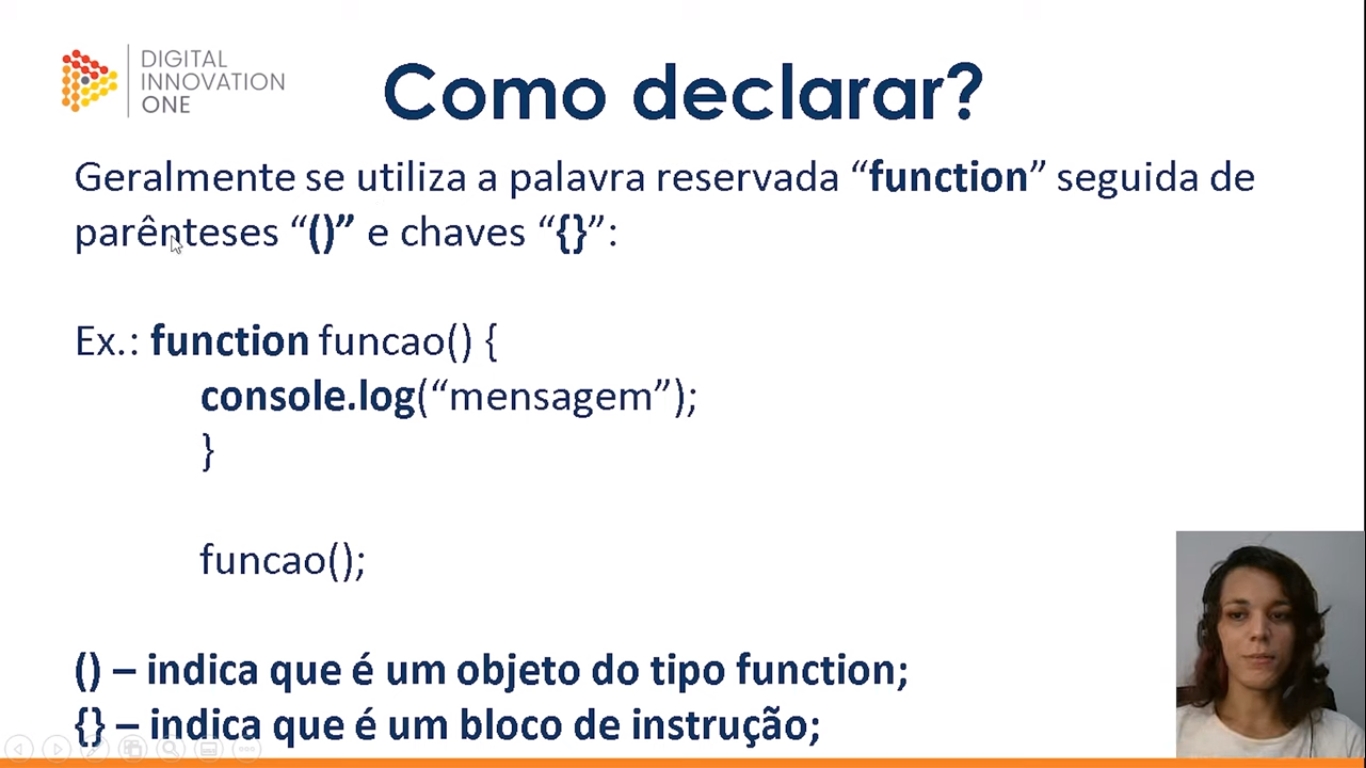 DIGITAL
INNOVATION
ONE
Como declarar?
Geralmente se utiliza a palavra reservada “function” seguida de
parênteses “()” e chaves “{}”:
Ex.: function funcao() {
console.log(“mensagem”);
}
funcao();
() – indica que é um objeto do tipo function;
{} – indica que é um bloco de instrução;